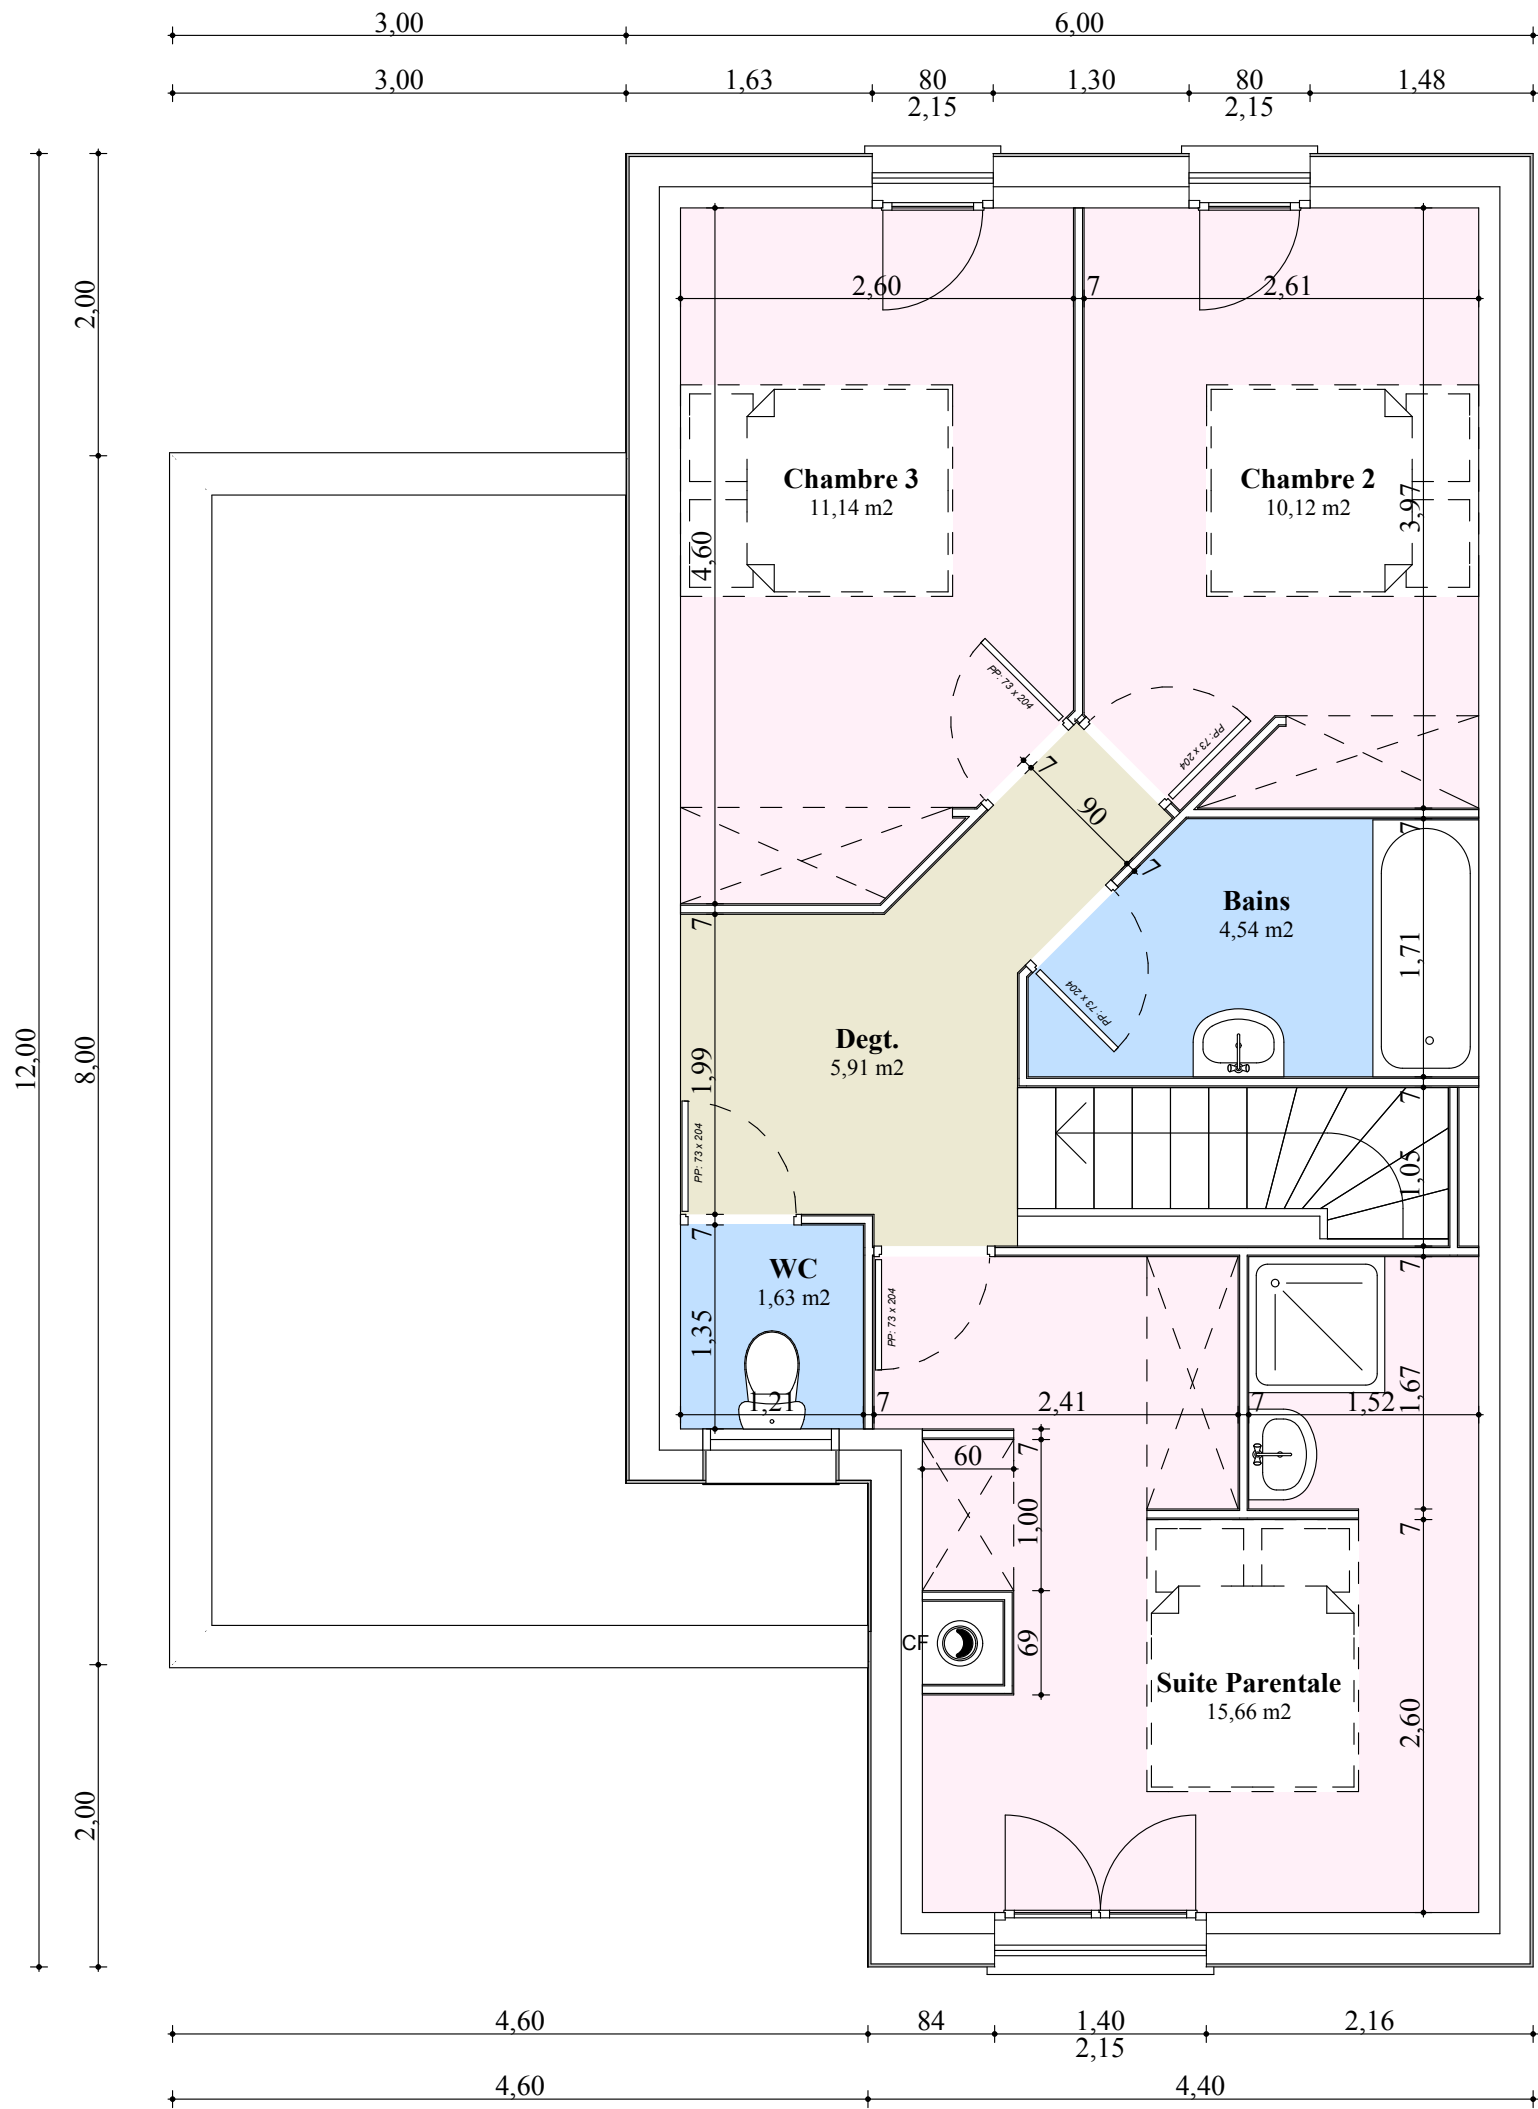 3,00
6,00
3,00
1,63
80
1,30
80
1,48
2,15
2,15
2,00
2,60
7
2,61
Chambre 3
11,14 m2
Chambre 2
10,12 m2
3,97
4,60
PP: 73 x 204
PP: 73 x 204
7
90
7
7
Bains
4,54 m2
7
1,71
PP: 73 x 204
12,00
8,00
Degt.
5,91 m2
1,99
7
PP: 73 x 204
1,05
7
WC
1,63 m2
7
PP: 73 x 204
1,35
1,67
1,21
7
2,41
7
1,52
7
60
1,00
7
CF
69
Suite Parentale
15,66 m2
2,60
2,00
4,60
84
1,40
2,16
2,15
4,60
4,40